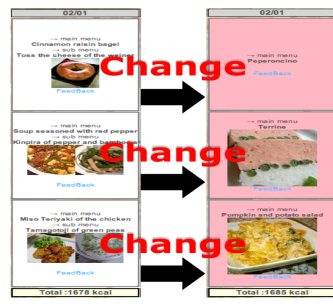 02/01
→ main menu
Cinnamon raisin bagel
→ sub menu
Toss the cheese of the wainer
FeedBack
→ main menu
Soup seasoned with red pepper
→ sub menu
Kinpira of pepper and bamboo
FeedBack
→ main menu
Miso Teriyaki of the chicken
→ sub menu
Tamagotoji of green peas
FeedBack
Total :1678 kcal
Change
Change
Change
02/01
→ main menu
Peperoncino
FeedBack
→ main menu
Terrine
FeedBack
→ main menu
Pumpkin and potato salad
FeedBack
Total :1685 kcal